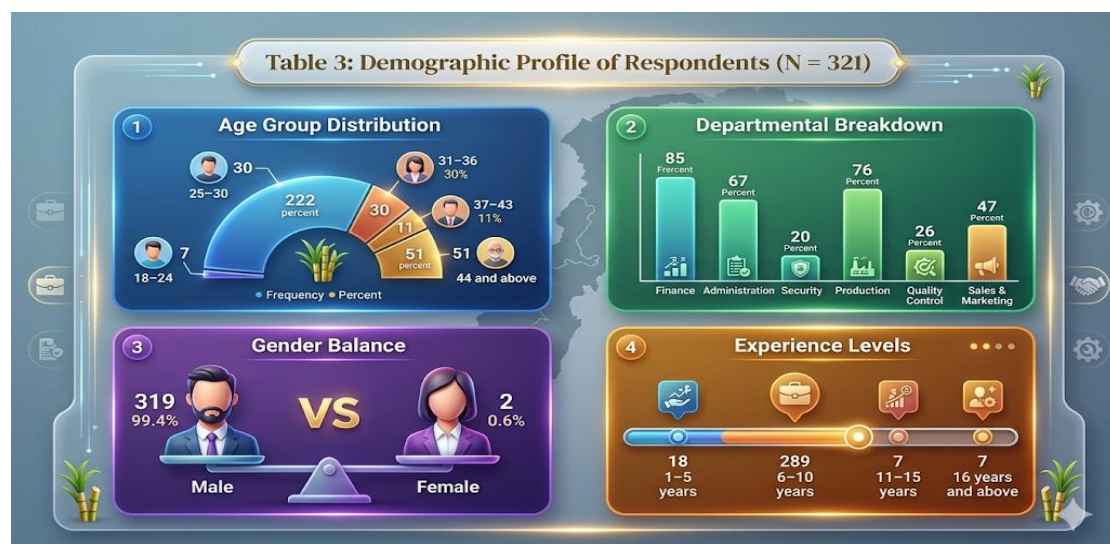 Table 3: Demographic Profile of Respondents (N = 321)
1
Age Group Distribution
30
25–30
222
percent
31–36
30%
30
37–43
11%
11
7
18–24
51
percent
51
44 and above
Frequency
Percent
2
Departmental Breakdown
85
Frercent
67
Percent
20
Percent
76
Percent
26
Percent
47
Percent
Finance
Administration
Security
Production
Quality
Control
Sales &
Marketing
3
Gender Balance
319
99.4%
VS
2
0.6%
Male
Female
4
Experience Levels
18
1–5
years
289
6–10
years
7
11–15
years
7
16 years
and above